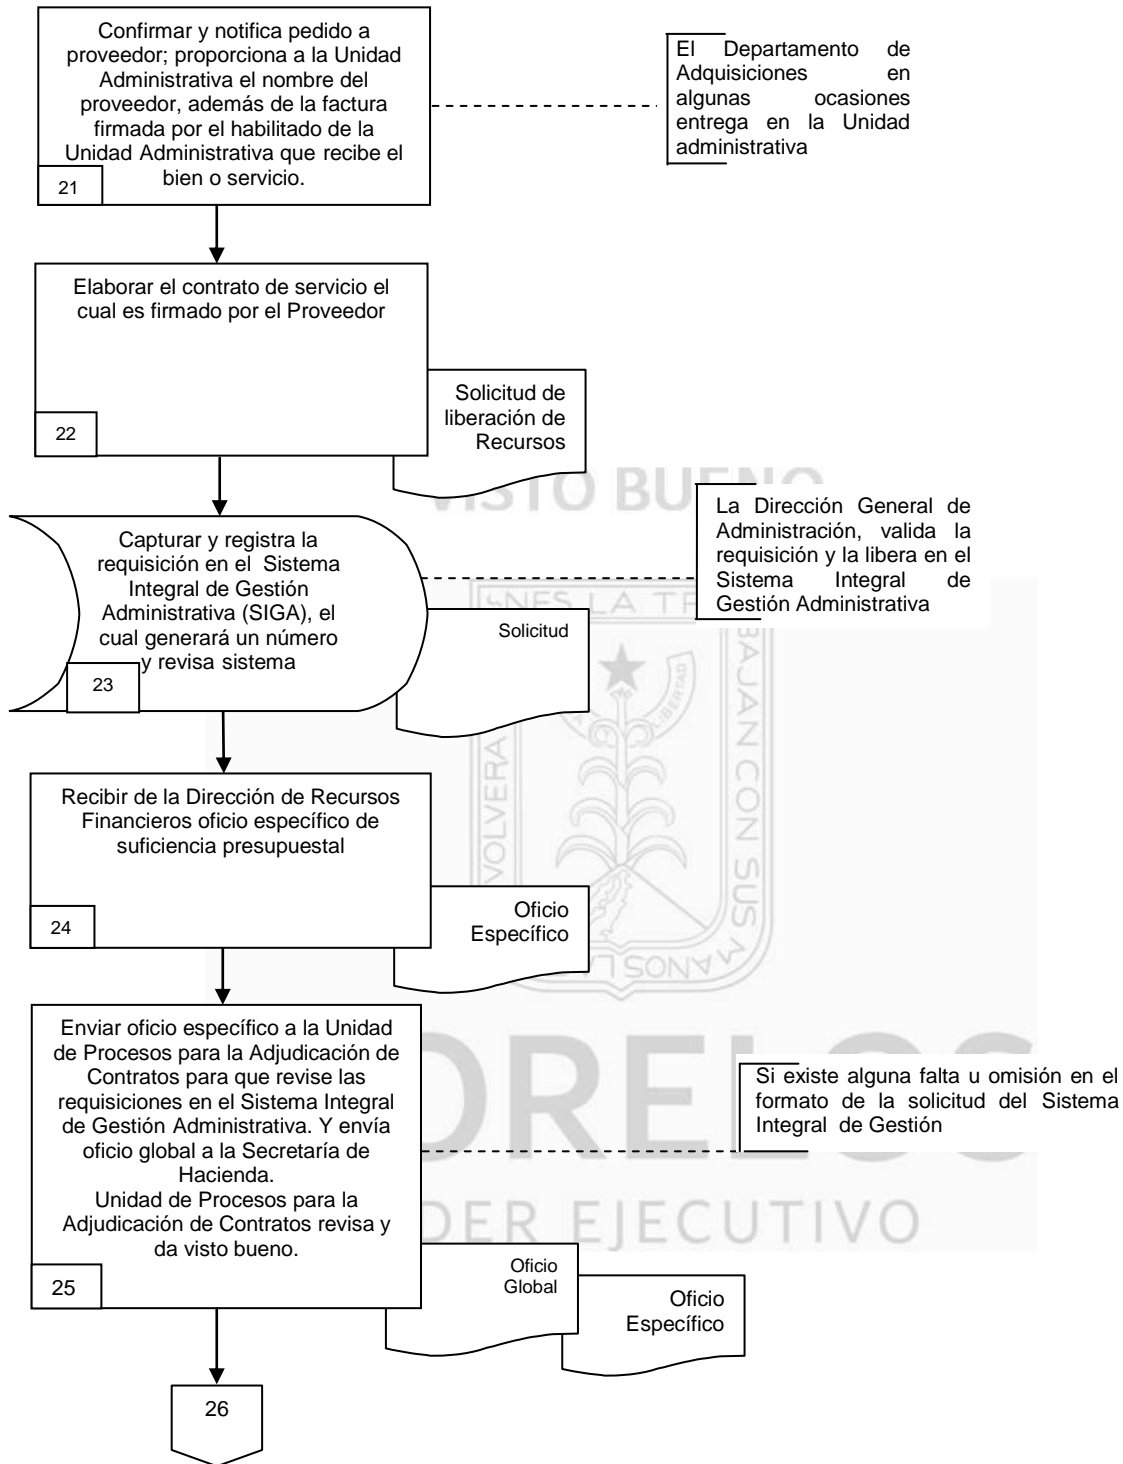 Confirmar y notifica pedido a
proveedor; proporciona a la Unidad
Administrativa el nombre del
proveedor, además de la factura
firmada por el habilitado de la
Unidad Administrativa que recibe el
bien o servicio.
21
El Departamento de
Adquisiciones en
algunas ocasiones
entrega en la Unidad
administrativa
Elaborar el contrato de servicio el
cual es firmado por el Proveedor
22
Solicitud de
liberación de
Recursos
VISTO BUENO
Capturar y registra la
requisición en el Sistema
Integral de Gestión
Administrativa (SIGA), el
cual generará un número
y revisa sistema
23
La Dirección General de
Administración, valida la
requisición y la libera en el
Sistema Integral de
Gestión Administrativa
Solicitud
LA
VOLVERA
LIBERTAD
BAJAN CON SUS
Recibir de la Dirección de Recursos
Financieros oficio específico de
suficiencia presupuestal
24
Oficio
Específico
Enviar oficio específico a la Unidad
de Procesos para la Adjudicación de
Contratos para que revise las
requisiciones en el Sistema Integral
de Gestión Administrativa. Y envía
oficio global a la Secretaría de
Hacienda.
Unidad de Procesos para la
Adjudicación de Contratos revisa y
da visto bueno.
25
Si existe alguna falta u omisión en el
formato de la solicitud del Sistema
Integral de Gestión
ORELOS
DER EJECUTIVO
Oficio
Global
Oficio
Específico
26